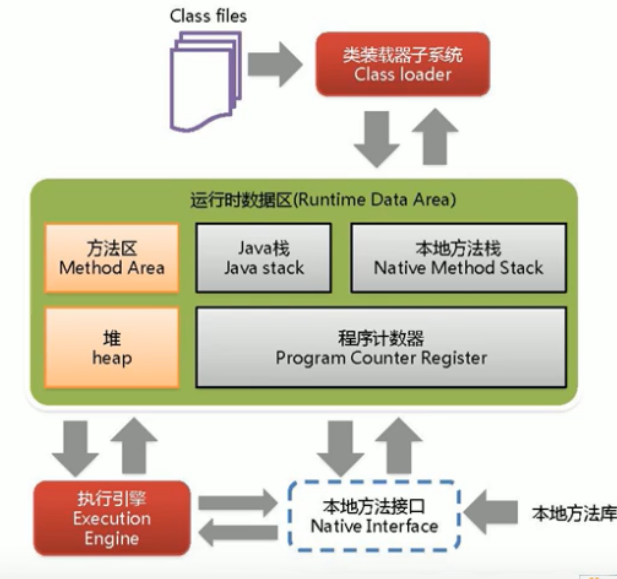 Class files
类装载器子系统
Class loader
运行时数据区(Runtime Data Area)
方法区
Method Area
Java栈
Java stack
本地方法栈
Native Method Stack
堆
heap
程序计数器
Program Counter Register
执行引擎
Execution
Engine
本地方法接口
Native Interface
本地方法库